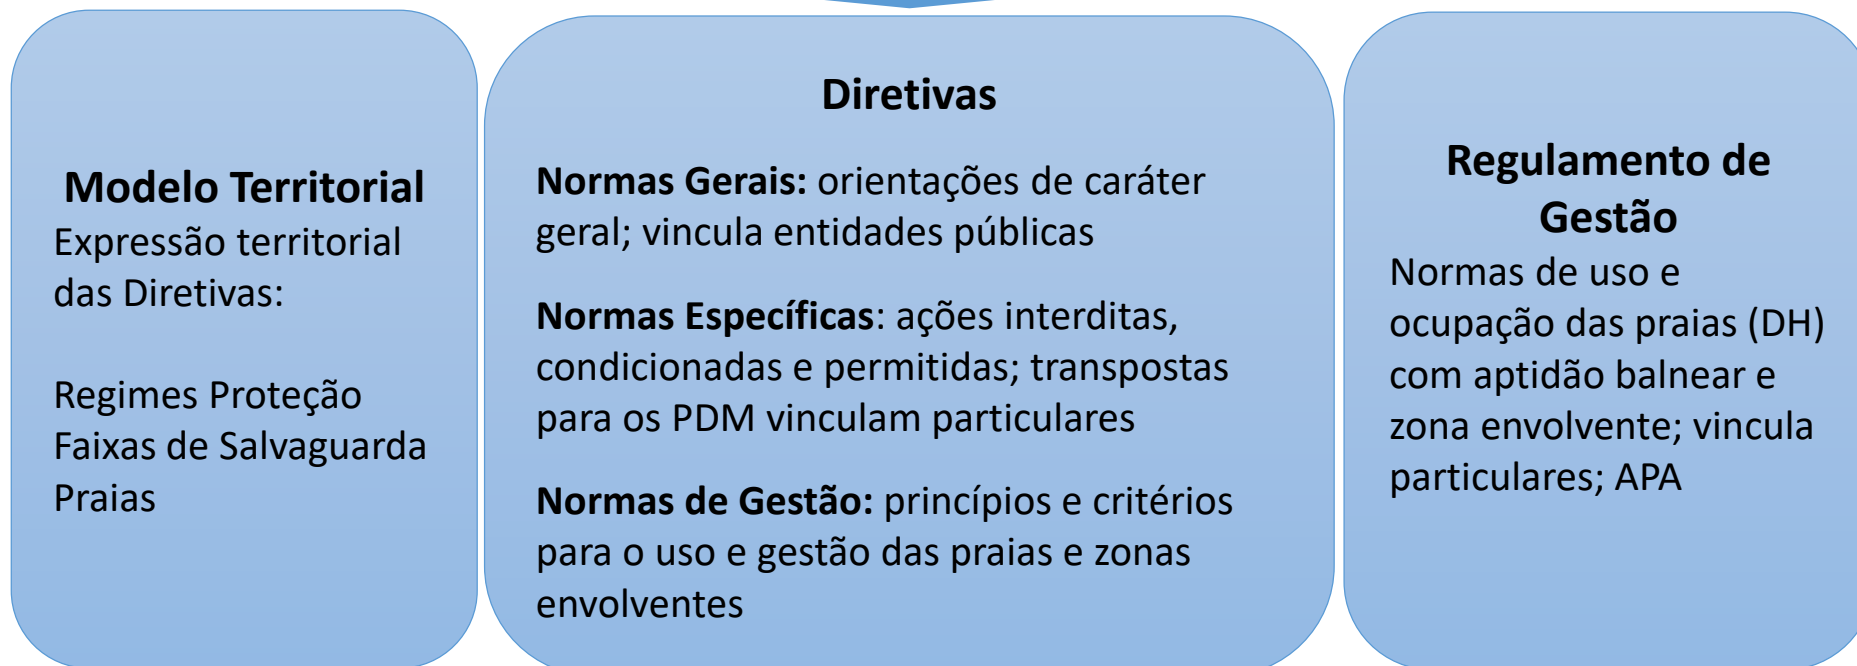 Modelo Territorial
Expressão territorial
das Diretivas:
Regimes Proteção
Faixas de Salvaguarda
Praias
Diretivas
Normas Gerais: orientações de caráter
geral; vincula entidades públicas
Normas Específicas: ações interditas,
condicionadas e permitidas; transpostas
para os PDM vinculam particulares
Normas de Gestão: princípios e critérios
para o uso e gestão das praias e zonas
envolventes
Regulamento de
Gestão
Normas de uso e
ocupação das praias (DH)
com aptidão balnear e
zona envolvente; vincula
particulares; APA